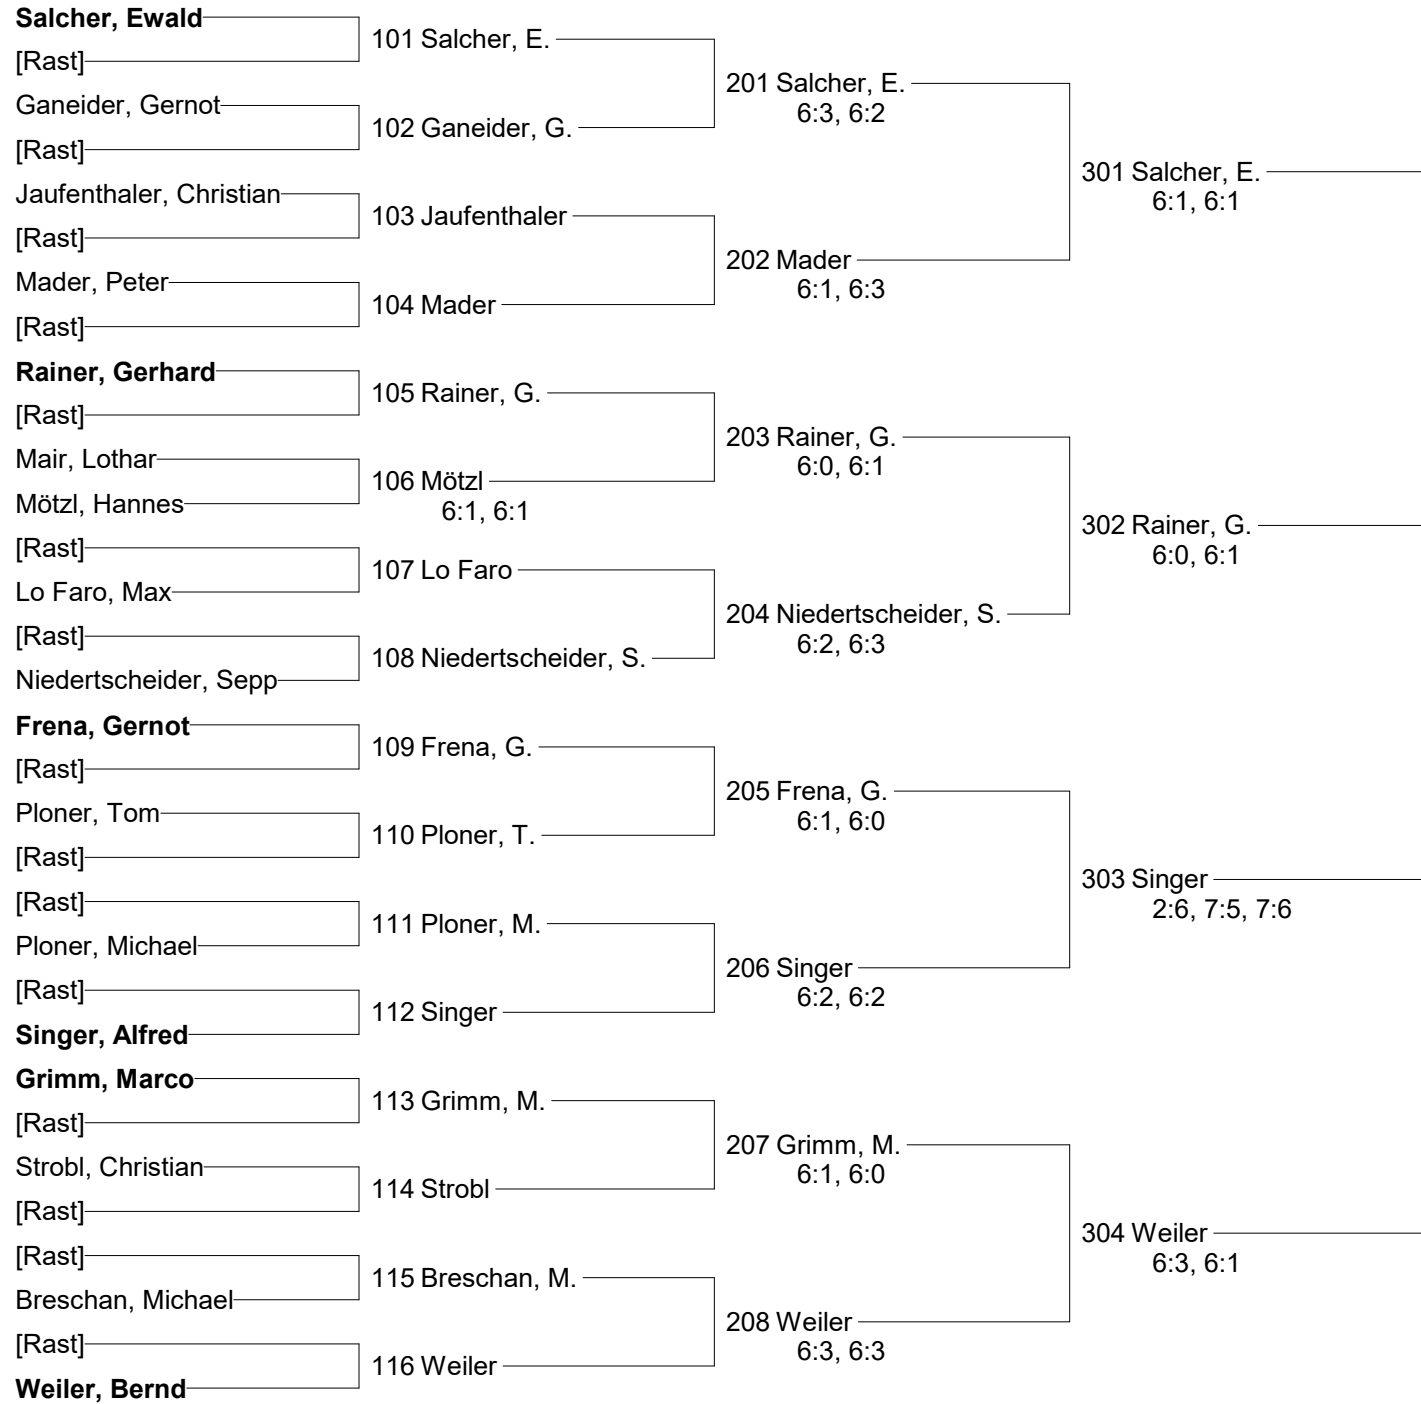 Salcher, Ewald
[Rast]
Ganeider, Gernot
[Rast]
Jaufenthaler, Christian
[Rast]
Mader, Peter
[Rast]
Rainer, Gerhard
[Rast]
Mair, Lothar
Mötzl, Hannes
[Rast]
Lo Faro, Max
[Rast]
Niedertscheider, Sepp
Frena, Gernot
[Rast]
Ploner, Tom
[Rast]
[Rast]
Ploner, Michael
[Rast]
Singer, Alfred
Grimm, Marco
[Rast]
Strobl, Christian
[Rast]
[Rast]
Breschan, Michael
[Rast]
Weiler, Bernd
101 Salcher, E.
102 Ganeider, G.
103 Jaufenthaler
104 Mader
105 Rainer, G.
106 Mötzl
6:1, 6:1
107 Lo Faro
108 Niedertscheider, S.
109 Frena, G.
110 Ploner, T.
111 Ploner, M.
112 Singer
113 Grimm, M.
114 Strobl
115 Breschan, M.
116 Weiler
201 Salcher, E.
6:3, 6:2
202 Mader
6:1, 6:3
203 Rainer, G.
6:0, 6:1
204 Niedertscheider, S.
6:2, 6:3
205 Frena, G.
6:1, 6:0
206 Singer
6:2, 6:2
207 Grimm, M.
6:1, 6:0
208 Weiler
6:3, 6:3
301 Salcher, E.
6:1, 6:1
302 Rainer, G.
6:0, 6:1
303 Singer
2:6, 7:5, 7:6
304 Weiler
6:3, 6:1